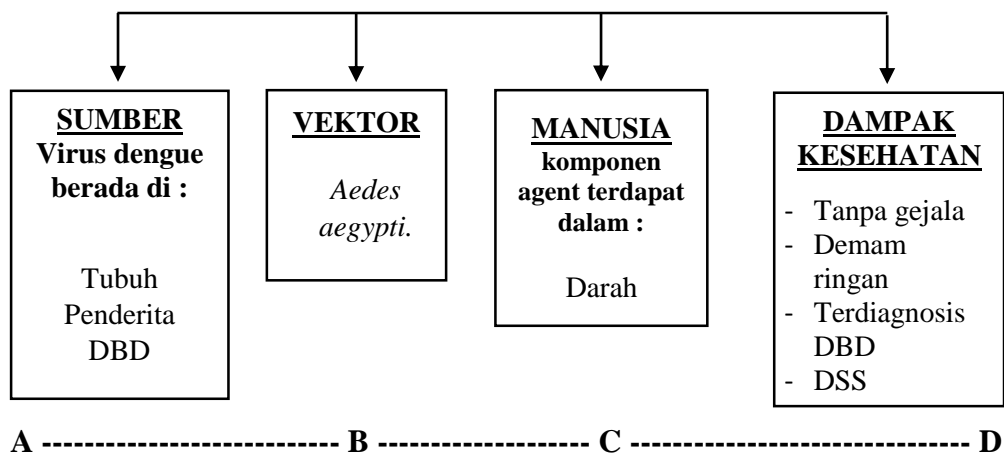 SUMBER
Virus dengue
berada di :
Tubuh
Penderita
DBD
VEKTOR
Aedes
aegypti.
MANUSIA
komponen
agent terdapat
dalam :
Darah
DAMPAK
KESEHATAN
- Tanpa gejala
- Demam
ringan
- Terdiagnosis
DBD
- DSS
A ---------------------------- B -------------------- C -------------------------------- D